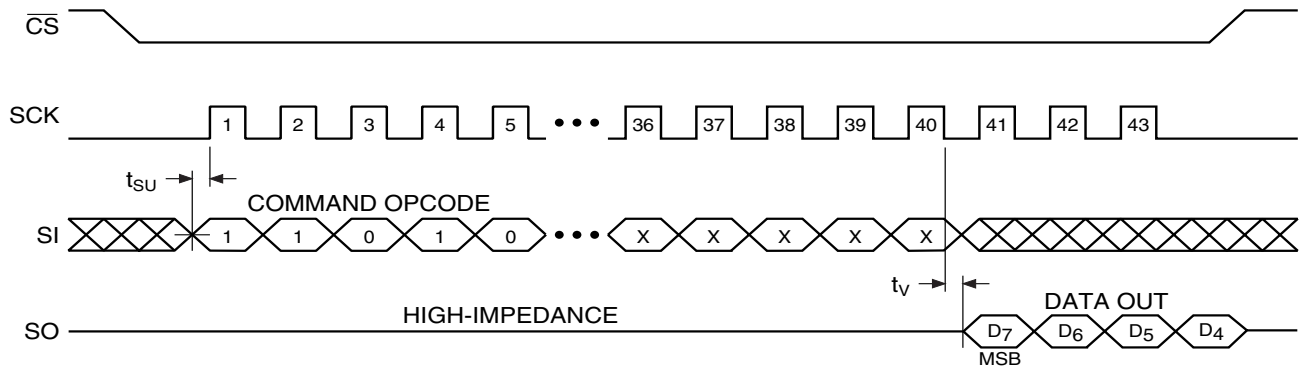 CS
SCK 1 2 3 4 5 ••• 36 37 38 39 40 41 42 43
tSU
COMMAND OPCODE
SI 1 1 0 1 0 ••• X X X X X
tV
HIGH-IMPEDANCE
DATA OUT
SO D7 D6 D5 D4
MSB